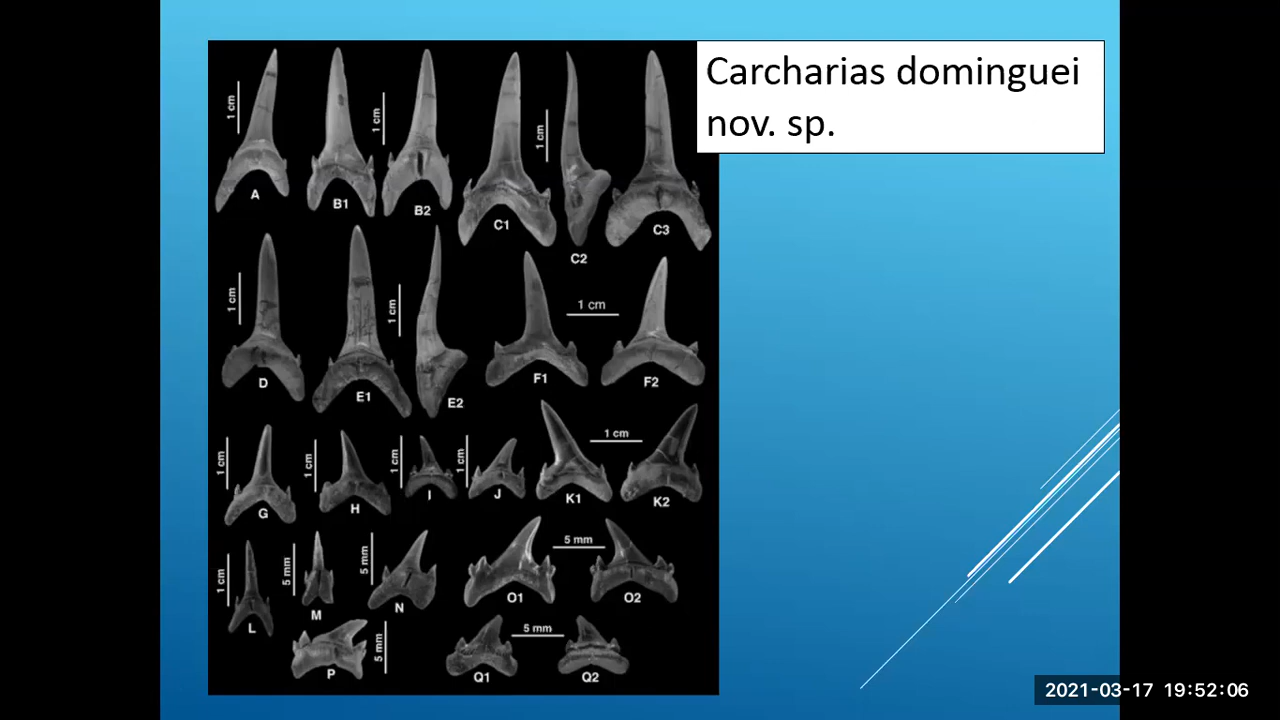 Carcharias dominguei
nov. sp.
1 cm
A
B1
1 cm
B2
C1
1 cm
C2
C3
1 cm
D
E1
1 cm
E2
F1
1 cm
F2
1 cm
G
1 cm
H
1 cm
I
1 cm
J
K1
1 cm
K2
1 cm
L
5 mm
M
5 mm
N
O1
5 mm
O2
P
5 mm
Q1
5 mm
Q2
2021-03-17 19:52:06